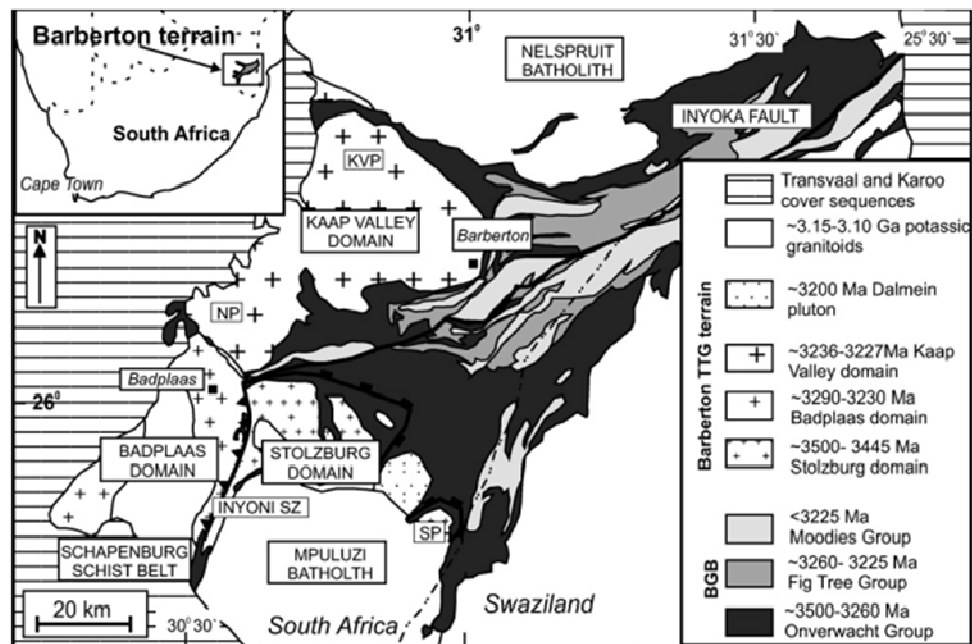 Barberton terrain
South Africa
Cape Town
31°
31°30'
25°30'
NELSPRUIT
BATHOLITH
INYOKA FAULT
KVP
KAAP VALLEY
DOMAIN
Barberton
N
NP
Badplaas
26°
BADPLAAS
DOMAIN
STOLZBURG
DOMAIN
INYONI SZ
SP
SCHAPENBURG
SCHIST BELT
MPULUZI
BATHOLTH
20 km
30°30'
South Africa
Swaziland
Transvaal and Karoo
cover sequences
~3.15-3.10 Ga potassic
granitoids
Barberton TTG terrain
~3200 Ma Dalmein
pluton
~3236-3227Ma Kaap
Valley domain
~3290-3230 Ma
Badplaas domain
~3500- 3445 Ma
Stolzburg domain
BGB
<3225 Ma
Moodies Group
~3260- 3225 Ma
Fig Tree Group
~3500-3260 Ma
Onverwacht Group